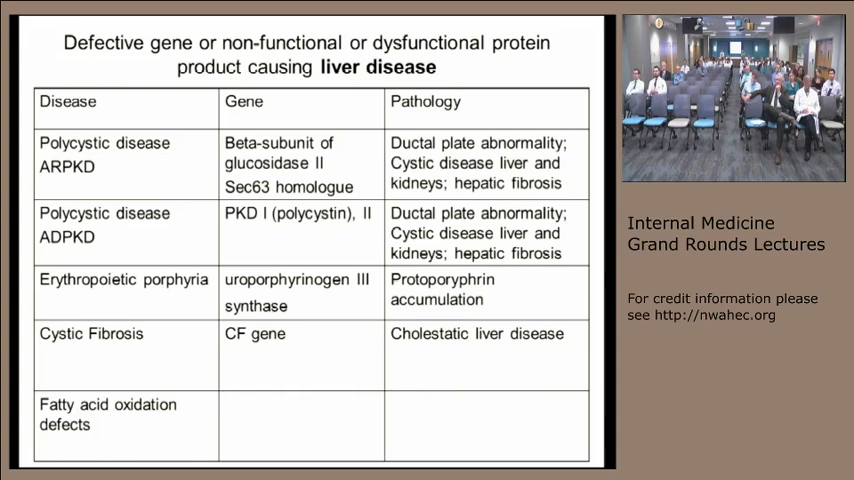 Defective gene or non-functional or dysfunctional protein
product causing liver disease
Disease Gene Pathology
Polycystic disease
ARPKD
Beta-subunit of
glucosidase II
Sec63 homologue
Ductal plate abnormality;
Cystic disease liver and
kidneys; hepatic fibrosis
Polycystic disease
ADPKD
PKD I (polycystin), II
Ductal plate abnormality;
Cystic disease liver and
kidneys; hepatic fibrosis
Erythropoietic porphyria
uroporphyrinogen III
synthase
Protoporyphrin
accumulation
Cystic Fibrosis
CF gene
Cholestatic liver disease
Fatty acid oxidation
defects
Internal Medicine
Grand Rounds Lectures
For credit information please
see http://nwahec.org